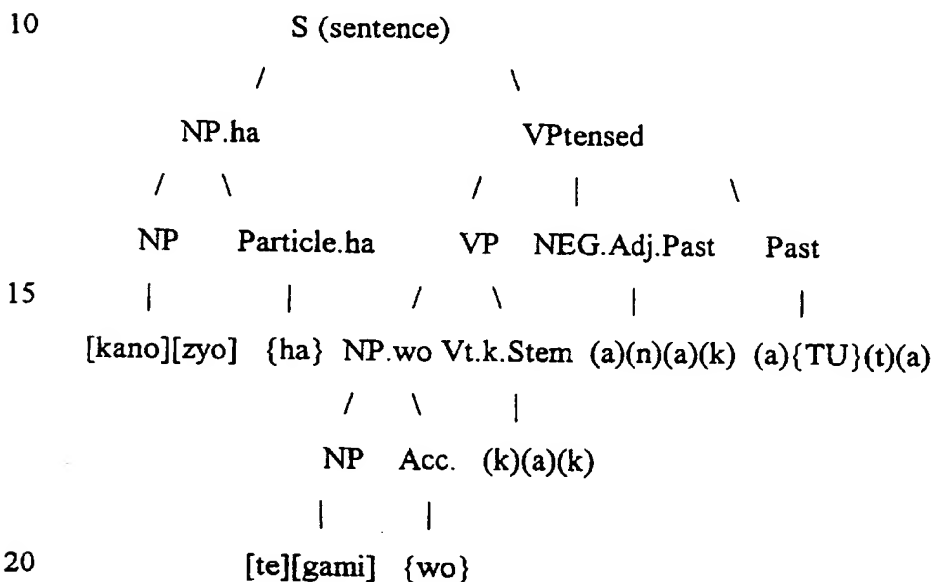 10 S (sentence)
/ \
NP.ha VPtensed
/ \ / | \
NP Particle.ha VP NEG.Adj.Past Past
15 | | / \ | |
[kano][zyo] {ha} NP.wo Vt.k.Stem (a)(n)(a)(k) (a){TU}(t)(a)
/ \ |
NP Acc. (k)(a)(k)
| |
20 [te][gami] {wo}